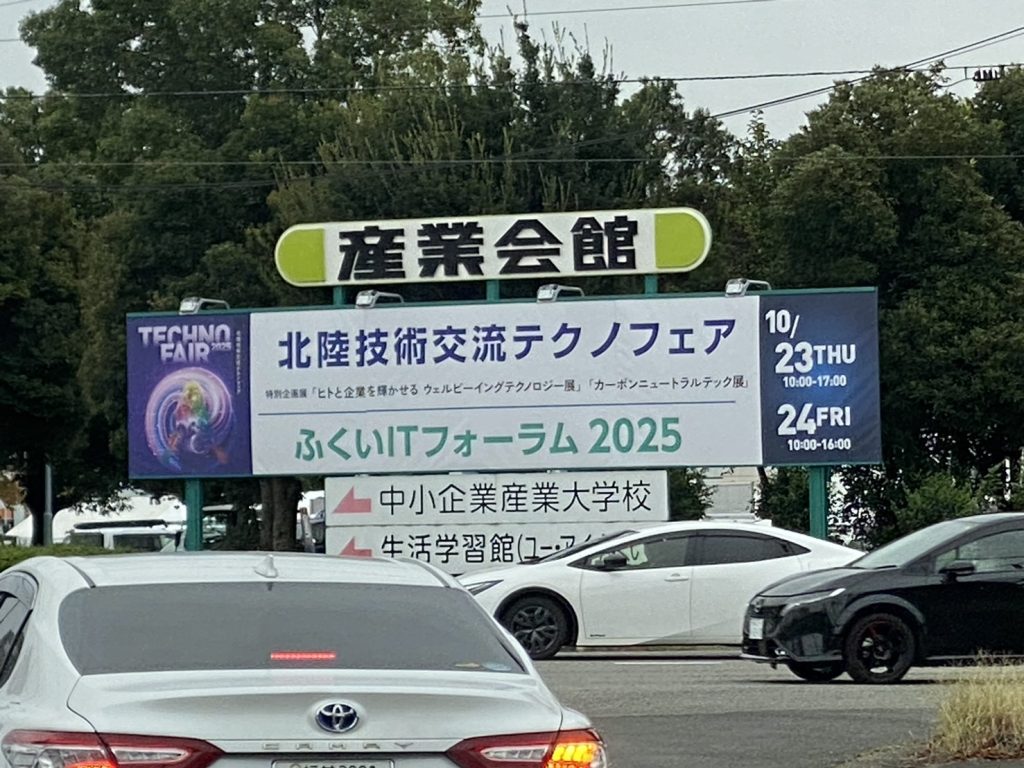 産業会館
TECHNO
FAIR 2025
北陸技術交流テクノフェア
特別企画展「ヒトと企業を輝かせる ウェルビーイングテクノロジー展」「カーボンニュートラルテック展」
ふくいITフォーラム 2025
10/
23THU
10:00-17:00
24FRI
10:00-16:00
中小企業産業大学校
生活学習館(ユー・アイ
CAMRY